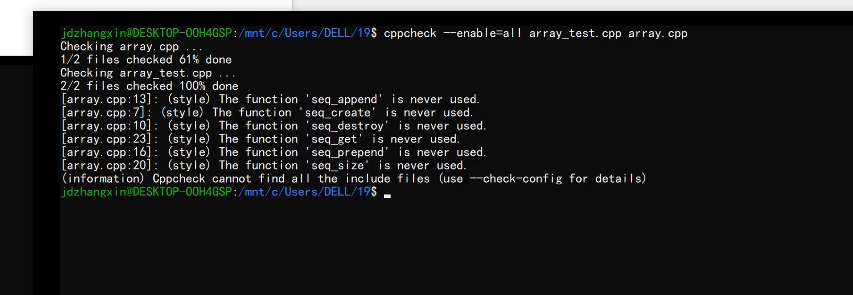 jdzhangxin@DESKTOP-OOH4GSP:/mnt/c/Users/DELL/19$ cppcheck --enable=all array_test.cpp array.cpp
Checking array.cpp ...
1/2 files checked 61% done
Checking array_test.cpp ...
2/2 files checked 100% done
[array.cpp:13]: (style) The function 'seq_append' is never used.
[array.cpp:7]: (style) The function 'seq_create' is never used.
[array.cpp:10]: (style) The function 'seq_destroy' is never used.
[array.cpp:23]: (style) The function 'seq_get' is never used.
[array.cpp:16]: (style) The function 'seq_prepend' is never used.
[array.cpp:20]: (style) The function 'seq_size' is never used.
(information) Cppcheck cannot find all the include files (use --check-config for details)
jdzhangxin@DESKTOP-OOH4GSP:/mnt/c/Users/DELL/19$